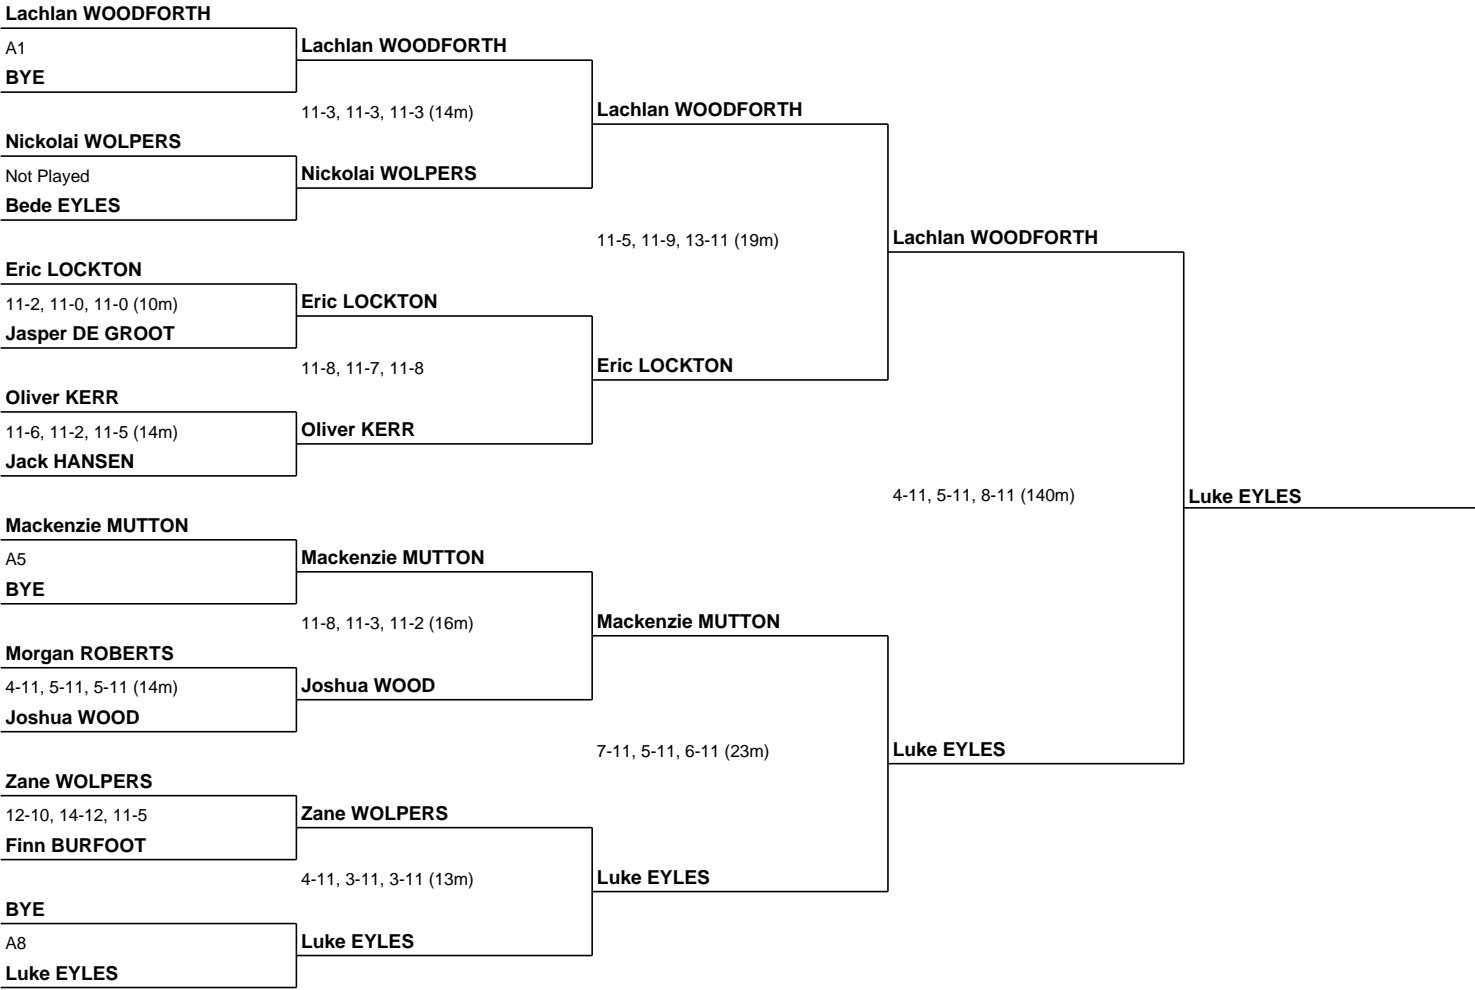 Lachlan WOODFORTH
A1
BYE
Nickolai WOLPERS
Not Played
Bede EYLES
Eric LOCKTON
11-2, 11-0, 11-0 (10m)
Jasper DE GROOT
Oliver KERR
11-6, 11-2, 11-5 (14m)
Jack HANSEN
Mackenzie MUTTON
A5
BYE
Morgan ROBERTS
4-11, 5-11, 5-11 (14m)
Joshua WOOD
Zane WOLPERS
12-10, 14-12, 11-5
Finn BURFOOT
BYE
A8
Luke EYLES
Lachlan WOODFORTH
11-3, 11-3, 11-3 (14m)
Nickolai WOLPERS
Eric LOCKTON
11-8, 11-7, 11-8
Oliver KERR
Mackenzie MUTTON
11-8, 11-3, 11-2 (16m)
Joshua WOOD
Zane WOLPERS
4-11, 3-11, 3-11 (13m)
Luke EYLES
Lachlan WOODFORTH
11-5, 11-9, 13-11 (19m)
Eric LOCKTON
Mackenzie MUTTON
7-11, 5-11, 6-11 (23m)
Luke EYLES
Lachlan WOODFORTH
4-11, 5-11, 8-11 (140m)
Luke EYLES
Luke EYLES